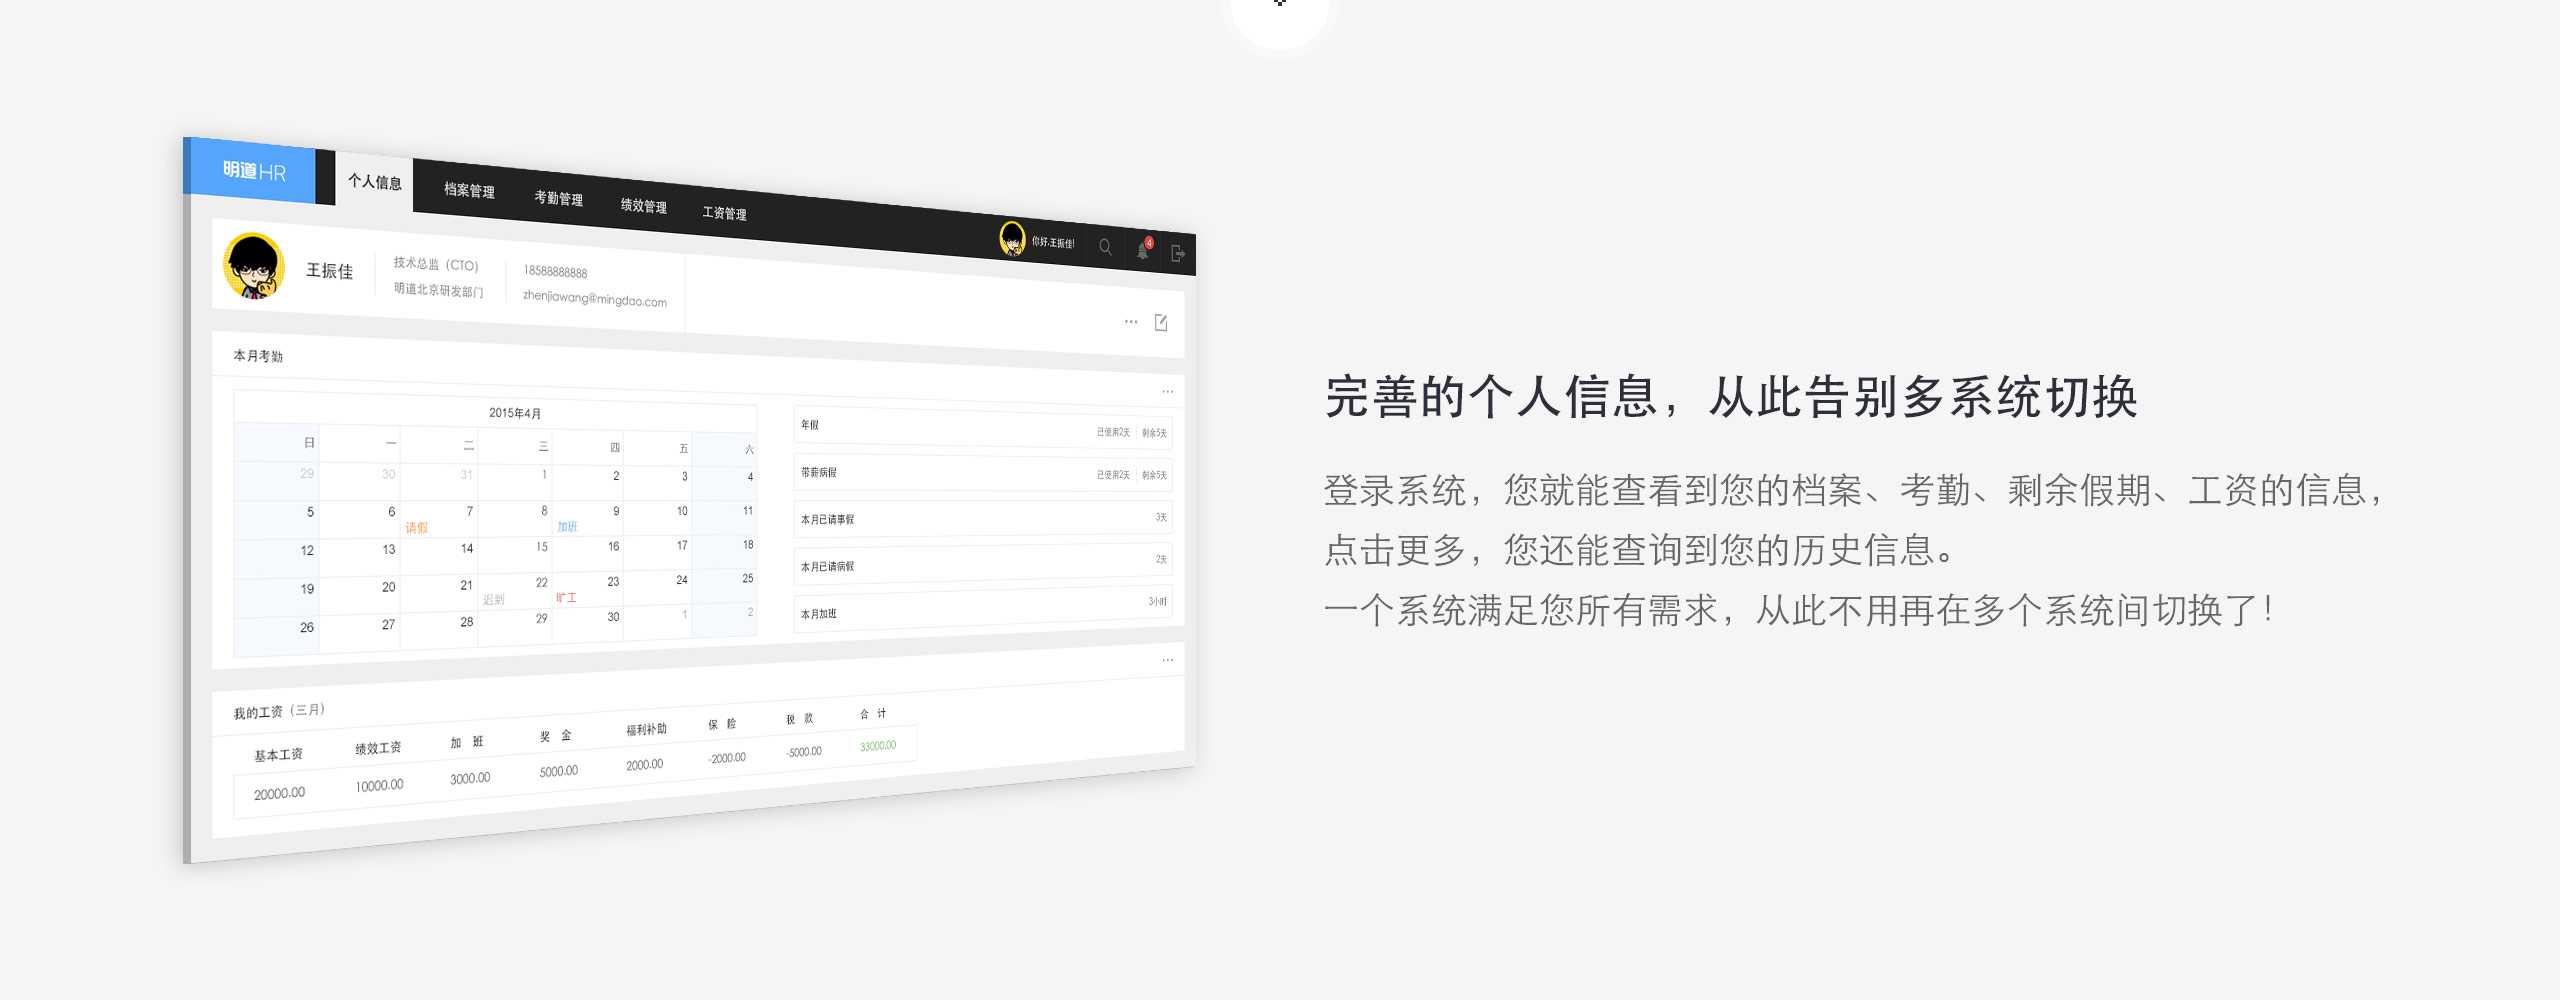 明道HR 个人信息 档案管理 考勤管理 绩效管理 工资管理 你好,王振佳! 4
王振佳
技术总监（CTO）
明道北京研发部门
18588888888
zhenjiawang@mingdao.com
本月考勤
2015年4月
日 一 二 三 四 五 六
29 30 31 1 2 3 4
5 6 7 8 9 10 11
请假 加班
12 13 14 15 16 17 18
19 20 21 22 23 24 25
迟到 旷工
26 27 28 29 30 1 2
年假 已使用2天 剩余5天
带薪病假 已使用2天 剩余5天
本月已请事假 3天
本月已请病假 2天
本月加班 3小时
我的工资（三月）
基本工资 绩效工资 加 班 奖 金 福利补助 保 险 税 款 合 计
20000.00 10000.00 3000.00 5000.00 2000.00 -2000.00 -5000.00 33000.00
完善的个人信息，从此告别多系统切换
登录系统，您就能查看到您的档案、考勤、剩余假期、工资的信息，
点击更多，您还能查询到您的历史信息。
一个系统满足您所有需求，从此不用再在多个系统间切换了！